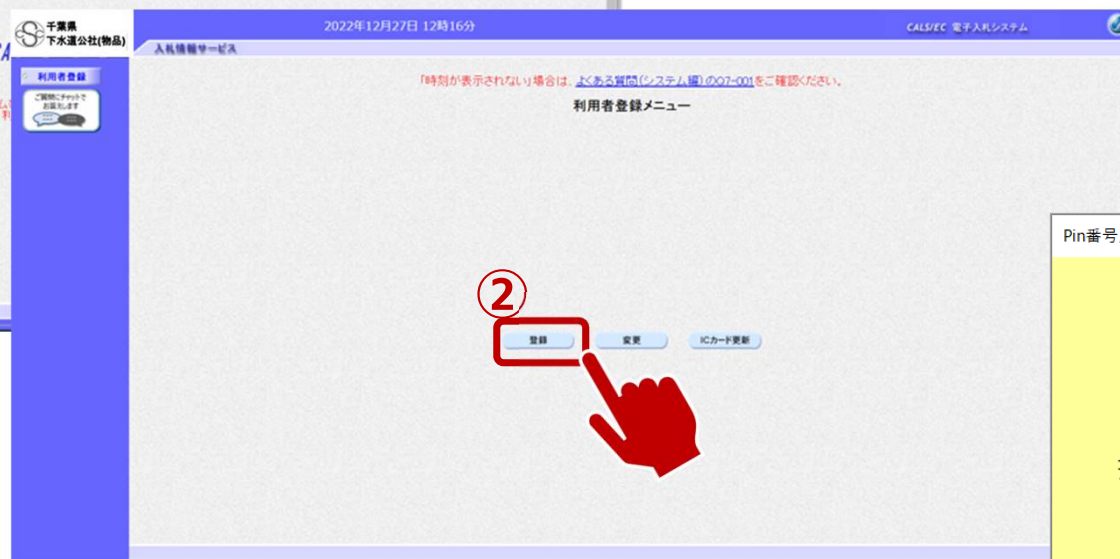 千葉県
下水道公社(物品)
2022年12月27日 12時16分
CALS/EC 電子入札システム
入札情報サービス
利用者登録
ご質問にチャットで
お答えします
「時刻が表示されない」場合は、よくある質問(システム編)のQ7-001をご確認ください。
利用者登録メニュー
Pin番号
②
登録
変更
ICカード更新